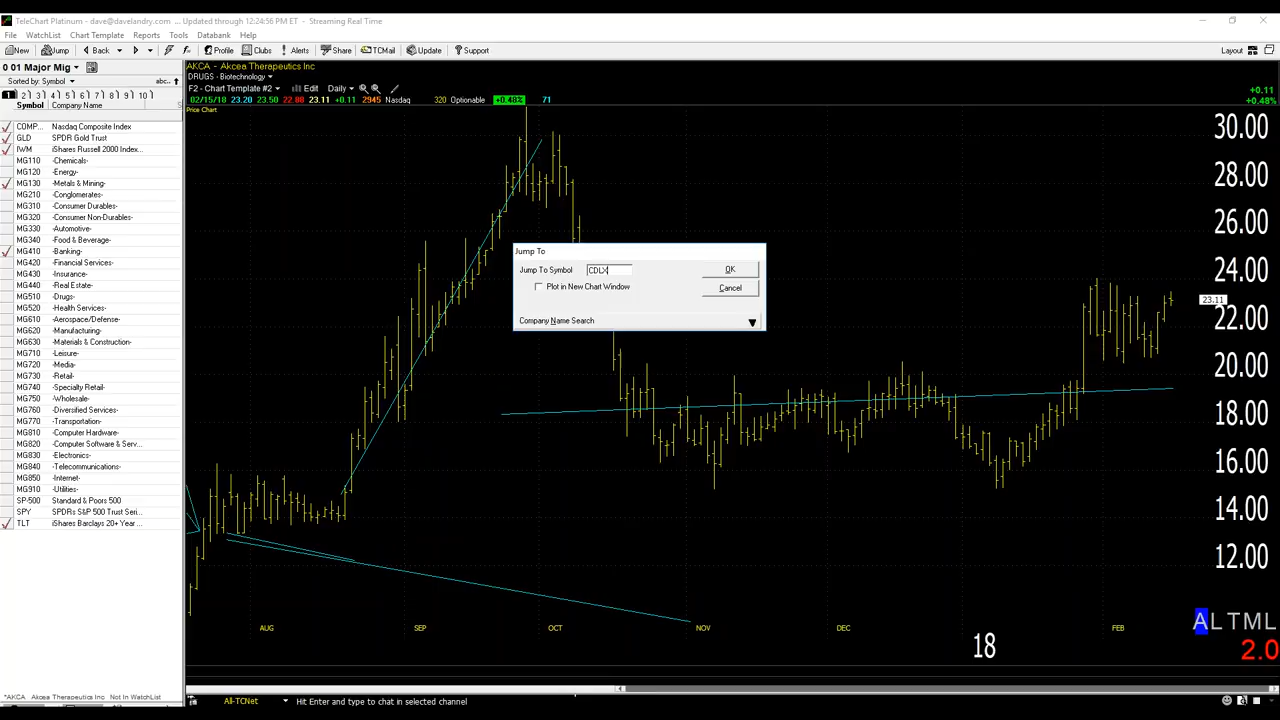 TeleChart Platinum - dave@davelandry.com ... Updated through 12:24:56 PM ET - Streaming Real Time
File WatchList Chart Template Reports Tools Databank Help
New Jump Back Profile Clubs Alerts Share TCMail Update Support Layout
0 01 Major Mig
Sorted by: Symbol abc..
1 2 3 4 5 6 7 8 9 10
Symbol Company Name
COMP... Nasdaq Composite Index
GLD SPDR Gold Trust
IWM iShares Russell 2000 Index...
MG110 -Chemicals-
MG120 -Energy-
MG130 -Metals & Mining-
MG210 -Conglomerates-
MG310 -Consumer Durables-
MG320 -Consumer Non-Durables-
MG330 -Automotive-
MG340 -Food & Beverage-
MG410 -Banking-
MG420 -Financial Services-
MG430 -Insurance-
MG440 -Real Estate-
MG510 -Drugs-
MG520 -Health Services-
MG610 -Aerospace/Defense-
MG620 -Manufacturing-
MG630 -Materials & Construction-
MG710 -Leisure-
MG720 -Media-
MG730 -Retail-
MG740 -Specialty Retail-
MG750 -Wholesale-
MG760 -Diversified Services-
MG770 -Transportation-
MG810 -Computer Hardware-
MG820 -Computer Software & Serv...
MG830 -Electronics-
MG840 -Telecommunications-
MG850 -Internet-
MG910 -Utilities-
SP-500 Standard & Poors 500
SPY SPDRs S&P 500 Trust Seri...
TLT iShares Barclays 20+ Year ...
*AKCA Akcea Therapeutics Inc Not In WatchList
AKCA - Akcea Therapeutics Inc
DRUGS - Biotechnology
F2 - Chart Template #2 Edit Daily
02/15/18 23.20 23.50 22.88 23.11 +0.11 2945 Nasdaq 320 Optionable +0.48% 71
+0.11
+0.48%
Price Chart
30.00
28.00
26.00
24.00
23.11
22.00
20.00
18.00
16.00
14.00
12.00
Jump To
Jump To Symbol CDLX OK
Plot in New Chart Window Cancel
Company Name Search
AUG SEP OCT NOV DEC 18 FEB
ALTML
2.0
All-TCNet Hit Enter and type to chat in selected channel